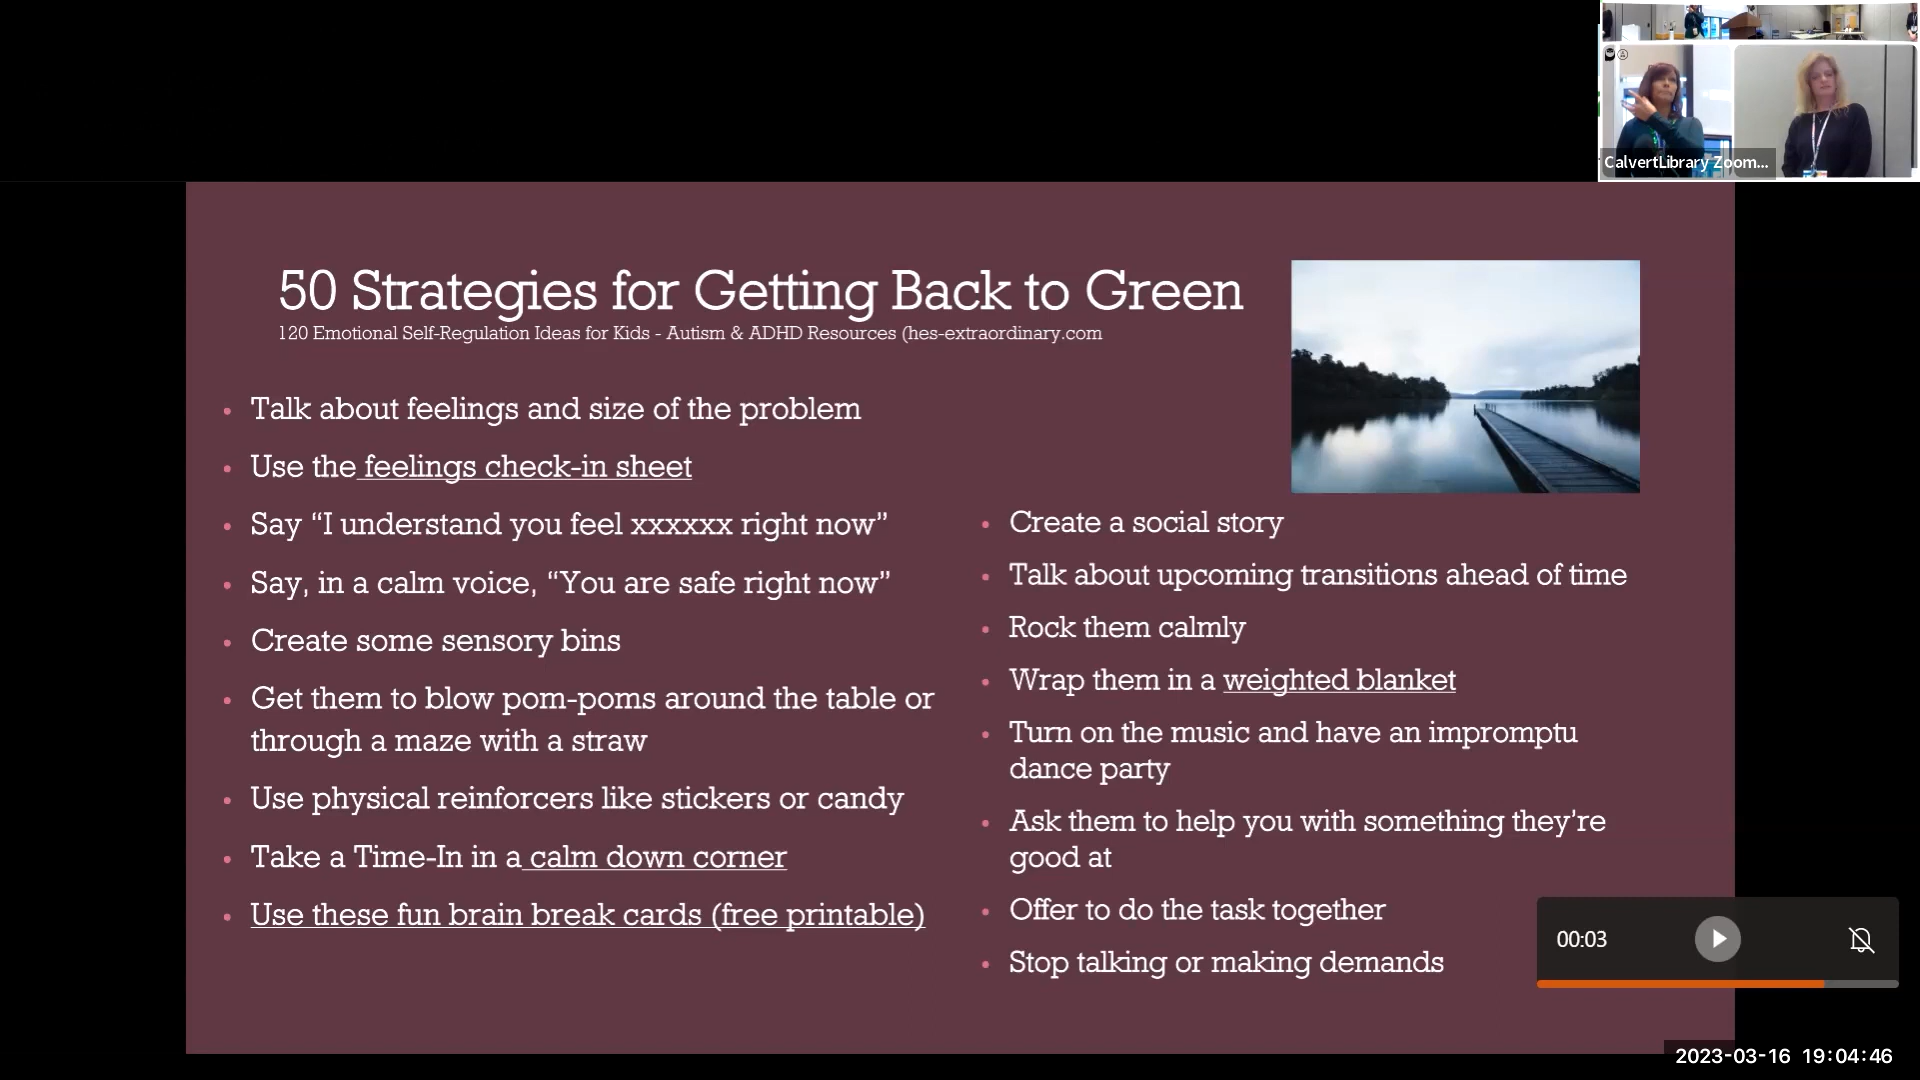 CalvertLibrary Zoom...
50 Strategies for Getting Back to Green
120 Emotional Self-Regulation Ideas for Kids - Autism & ADHD Resources (hes-extraordinary.com
• Talk about feelings and size of the problem
• Use the feelings check-in sheet
• Say “I understand you feel xxxxxx right now”
• Say, in a calm voice, “You are safe right now”
• Create some sensory bins
• Get them to blow pom-poms around the table or
through a maze with a straw
• Use physical reinforcers like stickers or candy
• Take a Time-In in a calm down corner
• Use these fun brain break cards (free printable)
• Create a social story
• Talk about upcoming transitions ahead of time
• Rock them calmly
• Wrap them in a weighted blanket
• Turn on the music and have an impromptu
dance party
• Ask them to help you with something they’re
good at
• Offer to do the task together
• Stop talking or making demands
00:03
2023-03-16 19:04:46